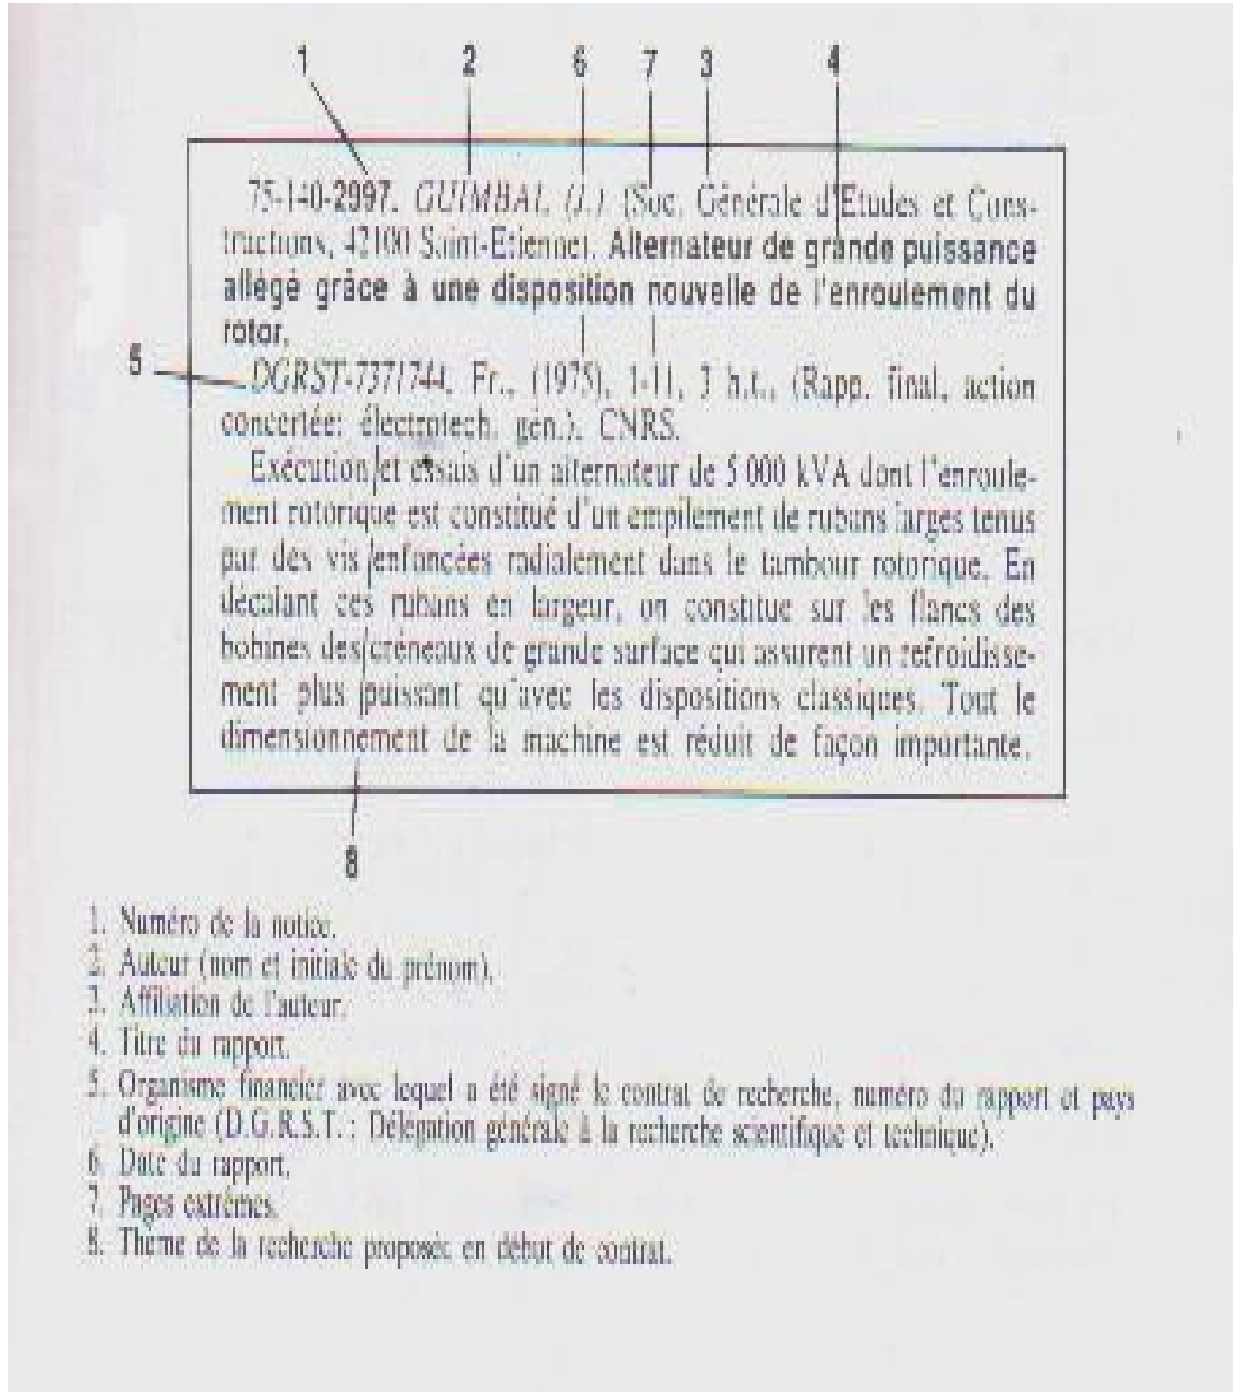 1 2 6 7 3 4
75-140-2997. GUIMBAL (J.) (Soc. Générale d'Etudes et Cons-
tructions, 42100 Saint-Etienne). Alternateur de grande puissance
allégé grâce à une disposition nouvelle de l'enroulement du
rotor.
5
DGRST-7371744, Fr., (1975), 1-11, 3 h.t., (Rapp. final, action
concertée: électrotech. gén.). CNRS.
Exécution et essais d'un alternateur de 5 000 kVA dont l'enroule-
ment rotorique est constitué d'un empilement de rubans larges tenus
par des vis enfoncées radialement dans le tambour rotorique. En
décalant ces rubans en largeur, on constitue sur les flancs des
bobines des créneaux de grande surface qui assurent un refroidisse-
ment plus puissant qu'avec les dispositions classiques. Tout le
dimensionnement de la machine est réduit de façon importante.
8
1. Numéro de la notice.
2. Auteur (nom et initiale du prénom).
3. Affiliation de l'auteur.
4. Titre du rapport.
5. Organisme financier avec lequel a été signé le contrat de recherche, numéro du rapport et pays
d'origine (D.G.R.S.T. : Délégation générale à la recherche scientifique et technique).
6. Date du rapport.
7. Pages extrêmes.
8. Thème de la recherche proposée en début de contrat.